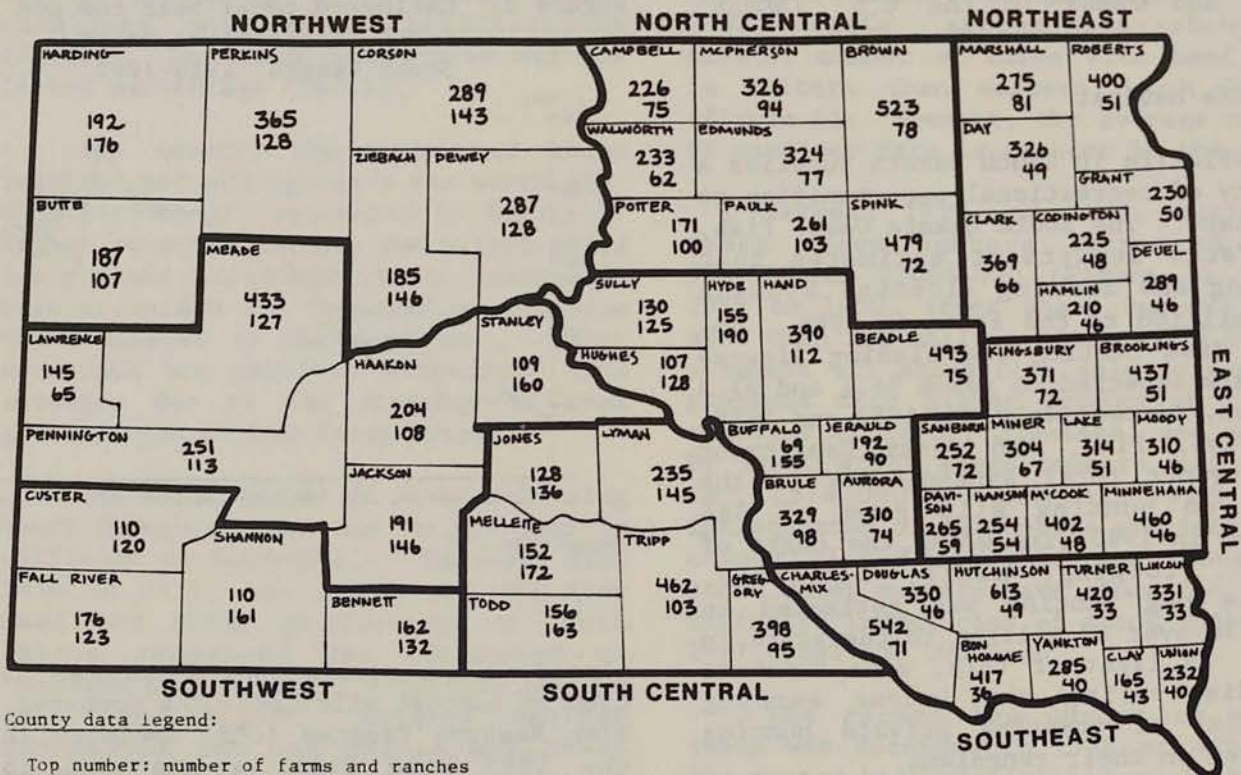 NORTHWEST
NORTH CENTRAL
NORTHEAST
HARDING
192
176
PERKINS
365
128
CORSON
289
143
CAMPBELL
226
75
MCPHERSON
326
94
BROWN
523
78
MARSHALL
275
81
ROBERTS
400
51
ZIEBACH
185
146
DEWEY
287
128
WALWORTH
233
62
EDMUNDS
324
77
DAY
326
49
GRANT
230
50
BUTTE
187
107
MEADE
433
127
POTTER
171
100
FAULK
261
103
SPINK
479
72
CLARK
369
66
CODINGTON
225
48
DEUEL
289
46
HAMLIN
210
46
LAWRENCE
145
65
HAAKON
204
108
STANLEY
109
160
SULLY
130
125
HYDE
155
190
HAND
390
112
HUGHES
107
128
BEADLE
493
75
KINGSBURY
371
72
BROOKINGS
437
51
EAST CENTRAL
PENNINGTON
251
113
JACKSON
191
146
JONES
128
136
LYMAN
235
145
BUFFALO
69
155
JERAULD
192
90
SANBORN
252
72
MINER
304
67
LAKE
314
51
MOODY
310
46
CUSTER
110
120
SHANNON
110
161
MELLETTE
152
172
TRIPP
462
103
BRULE
329
98
AURORA
310
74
DAVI-
SON
265
59
HANSON
254
54
McCOOK
402
48
MINNEHAHA
460
46
FALL RIVER
176
123
BENNETT
162
132
TODD
156
163
GREG-
ORY
398
95
CHARLES-
MIX
542
71
DOUGLAS
330
46
HUTCHINSON
613
49
TURNER
420
33
LINCOLN
331
33
BON
HOMME
417
36
YANKTON
285
40
CLAY
165
43
UNION
232
40
SOUTHWEST
SOUTH CENTRAL
SOUTHEAST
County data legend:
Top number: number of farms and ranches